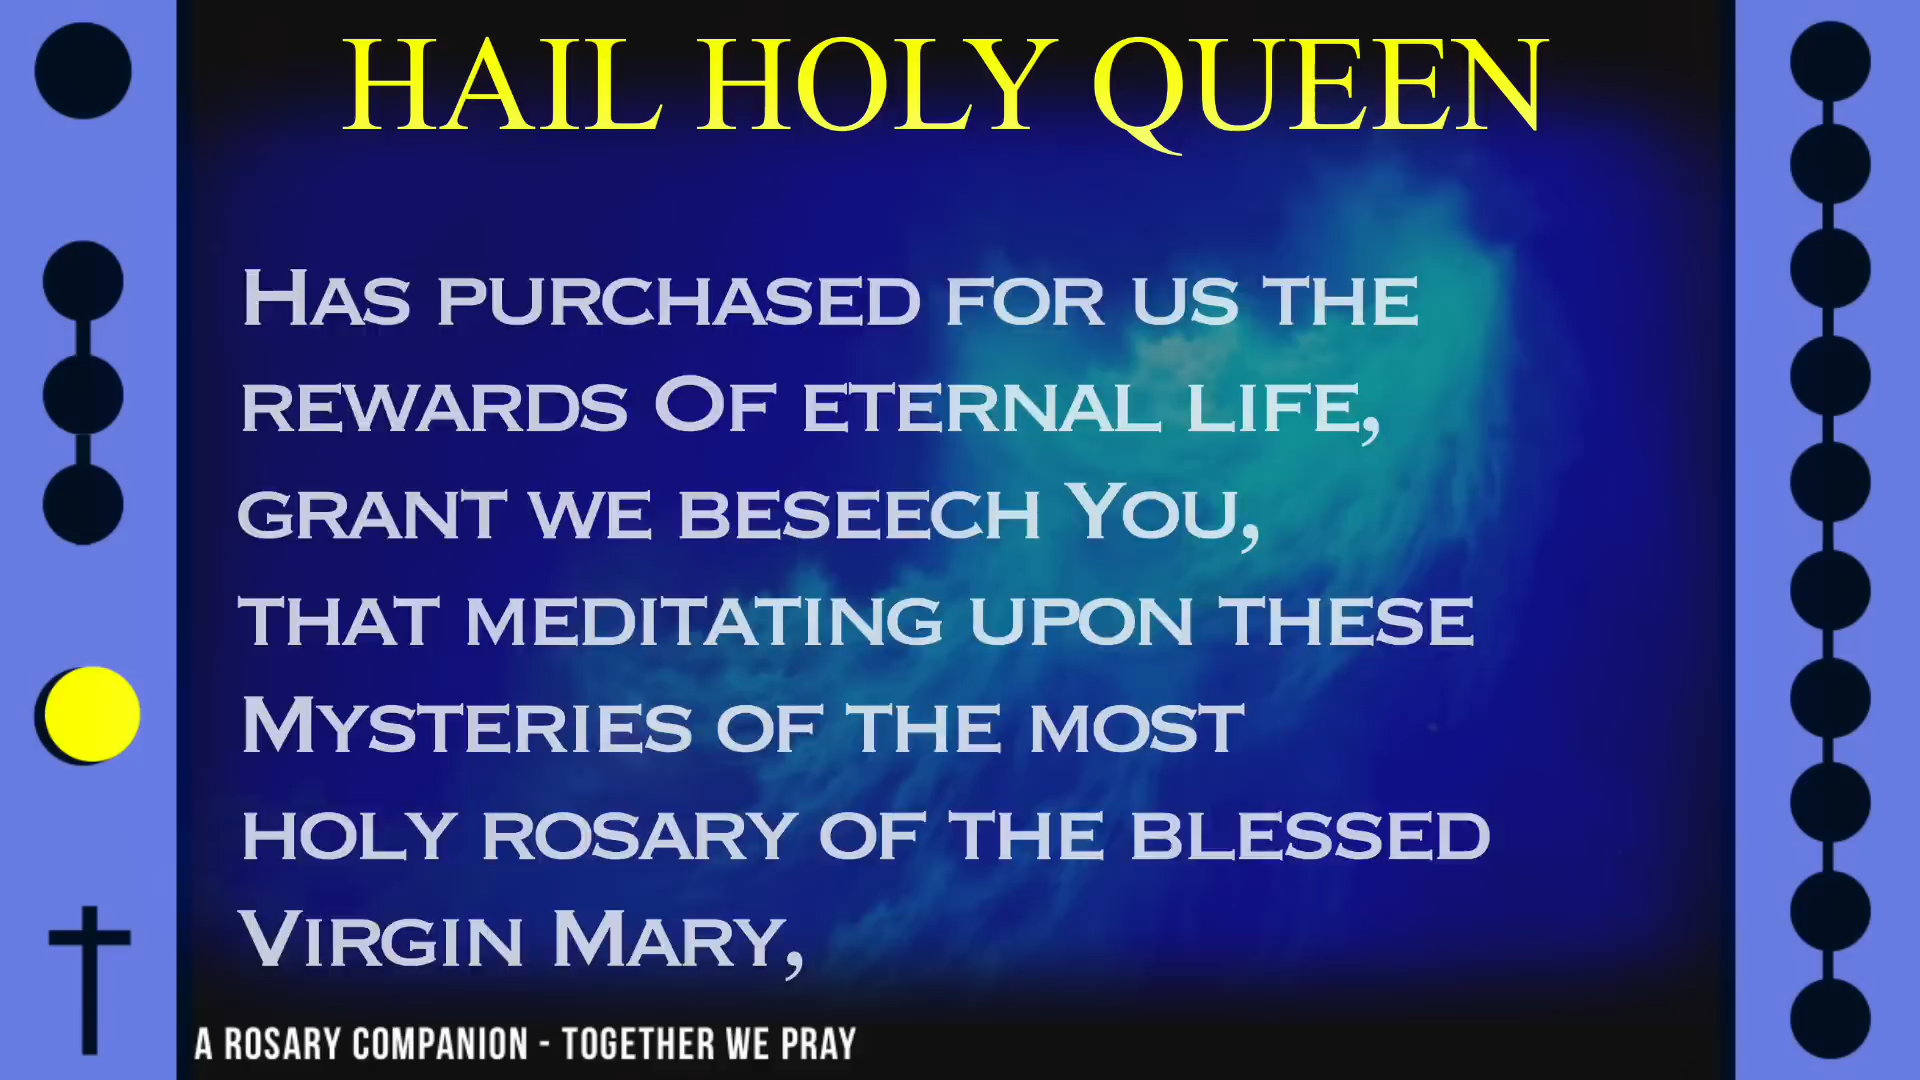 HAIL HOLY QUEEN
Has purchased for us the
rewards Of eternal life,
grant we beseech You,
that meditating upon these
Mysteries of the most
holy rosary of the blessed
Virgin Mary,
A ROSARY COMPANION - TOGETHER WE PRAY